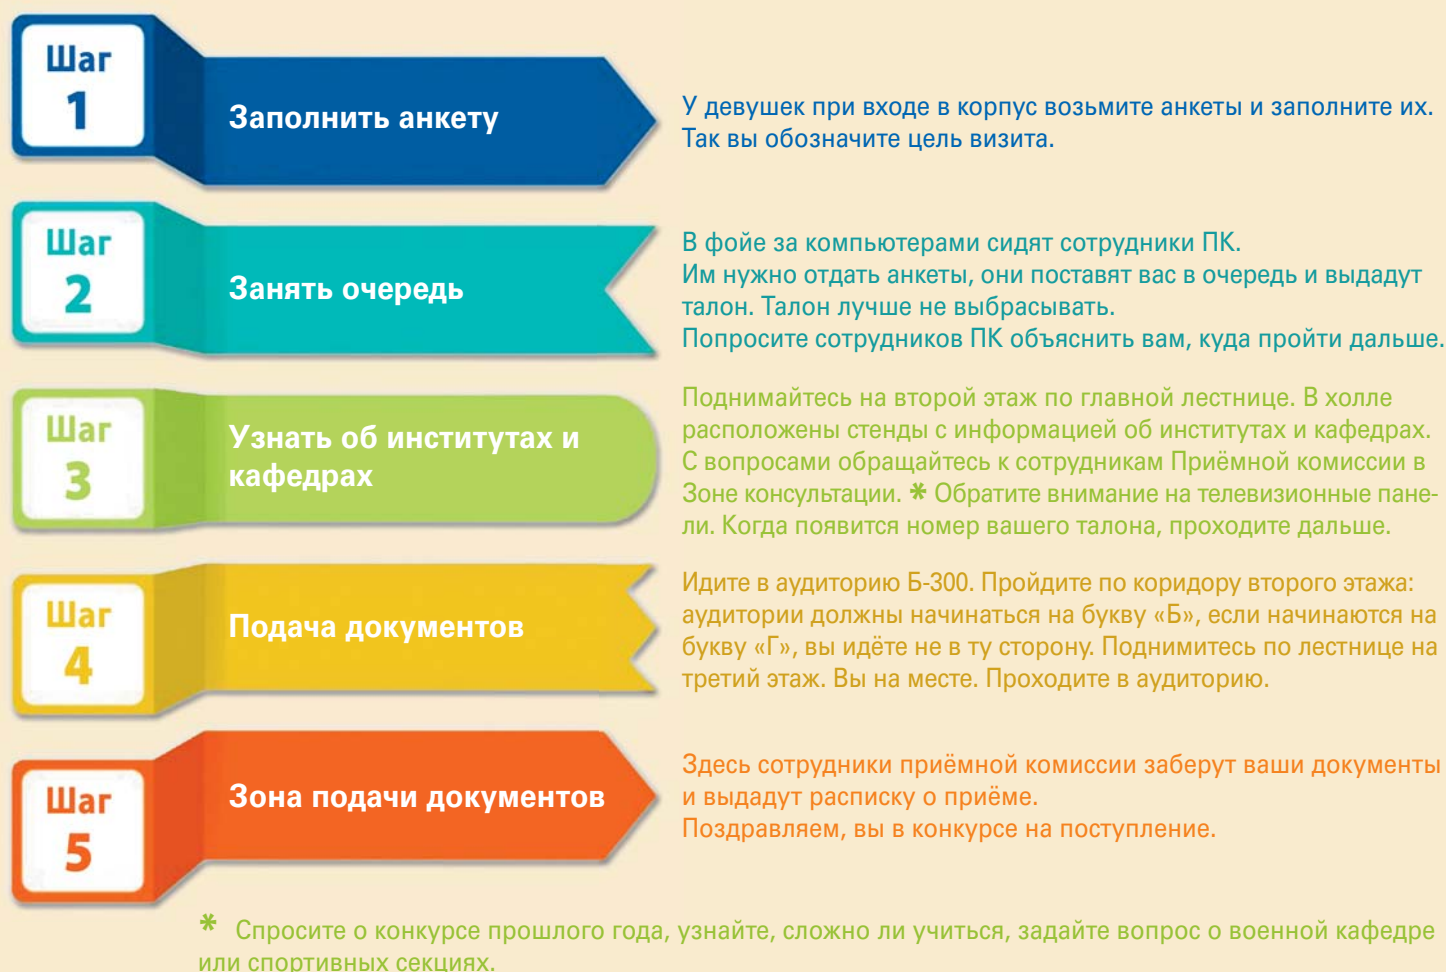 Шаг
1
Заполнить анкету
У девушек при входе в корпус возьмите анкеты и заполните их.
Так вы обозначите цель визита.
Шаг
2
Занять очередь
В фойе за компьютерами сидят сотрудники ПК.
Им нужно отдать анкеты, они поставят вас в очередь и выдадут
талон. Талон лучше не выбрасывать.
Попросите сотрудников ПК объяснить вам, куда пройти дальше.
Шаг
3
Узнать об институтах и
кафедрах
Поднимайтесь на второй этаж по главной лестнице. В холле
расположены стенды с информацией об институтах и кафедрах.
С вопросами обращайтесь к сотрудникам Приёмной комиссии в
Зоне консультации. * Обратите внимание на телевизионные пане-
ли. Когда появится номер вашего талона, проходите дальше.
Шаг
4
Подача документов
Идите в аудиторию Б-300. Пройдите по коридору второго этажа:
аудитории должны начинаться на букву «Б», если начинаются на
букву «Г», вы идёте не в ту сторону. Поднимитесь по лестнице на
третий этаж. Вы на месте. Проходите в аудиторию.
Шаг
5
Зона подачи документов
Здесь сотрудники приёмной комиссии заберут ваши документы
и выдадут расписку о приёме.
Поздравляем, вы в конкурсе на поступление.
* Спросите о конкурсе прошлого года, узнайте, сложно ли учиться, задайте вопрос о военной кафедре
или спортивных секциях.